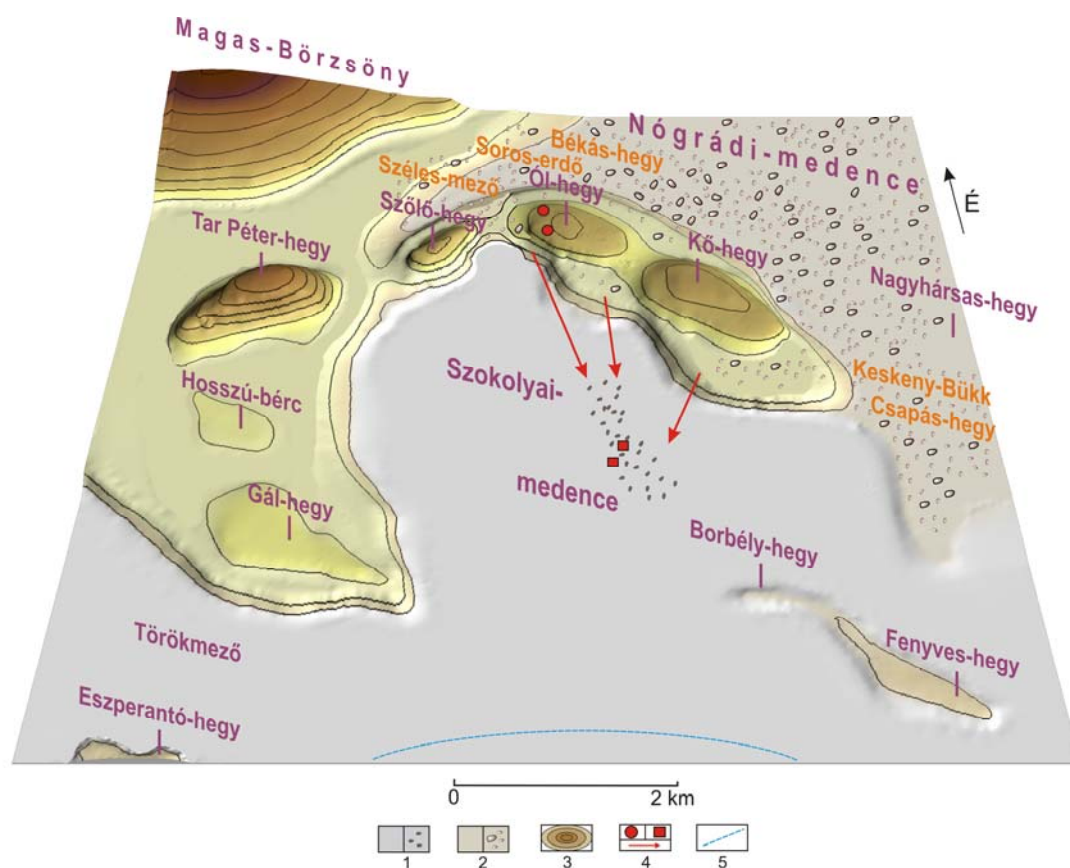 Magas-Börzsöny
Nógrádi-medence
Békás-hegy
Soros-erdő
Széles-mező
Ól-hegy
Szőlő-hegy
É
Tar Péter-hegy
Kő-hegy
Nagyhársas-hegy
Hosszú-bérc
Szokolyai-
Keskeny-Bükk
Csapás-hegy
Gál-hegy
medence
Borbély-hegy
Törökmező
Fenyves-hegy
Eszperantó-hegy
0 2 km
1 2 3 4 5